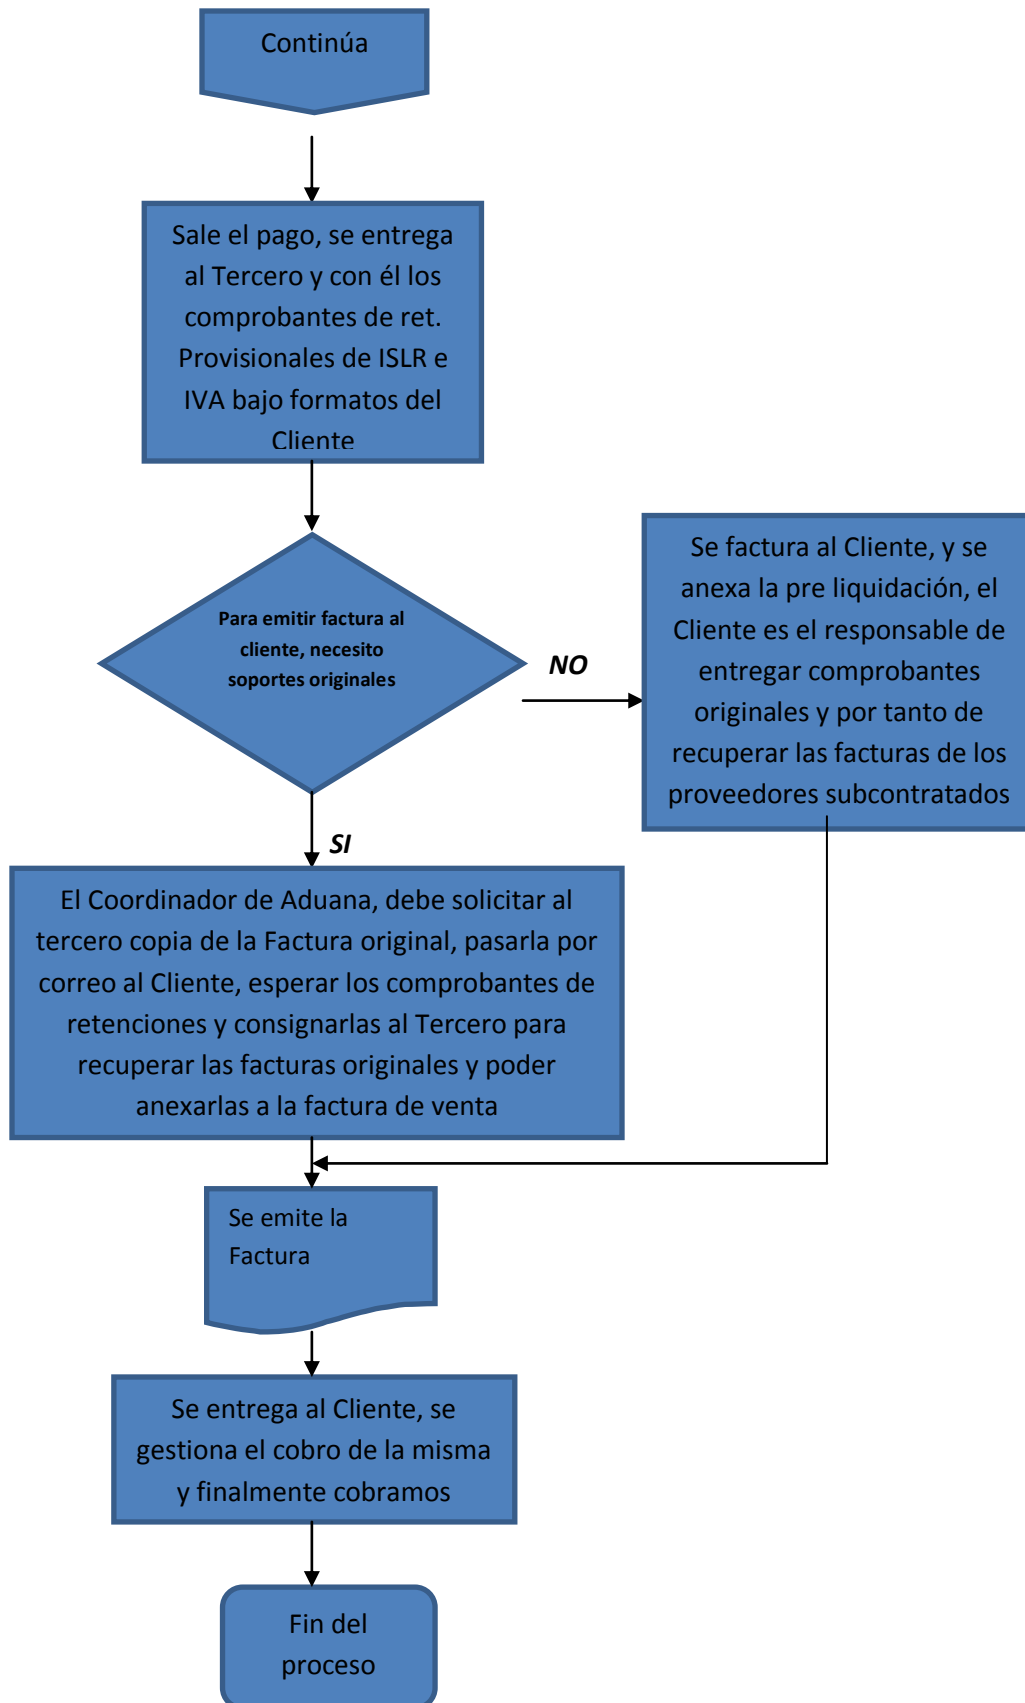 Continúa
Sale el pago, se entrega
al Tercero y con él los
comprobantes de ret.
Provisionales de ISLR e
IVA bajo formatos del
Cliente
Para emitir factura al
cliente, necesito
soportes originales
NO
Se factura al Cliente, y se
anexa la pre liquidación, el
Cliente es el responsable de
entregar comprobantes
originales y por tanto de
recuperar las facturas de los
proveedores subcontratados
SI
El Coordinador de Aduana, debe solicitar al
tercero copia de la Factura original, pasarla por
correo al Cliente, esperar los comprobantes de
retenciones y consignarlas al Tercero para
recuperar las facturas originales y poder
anexarlas a la factura de venta
Se emite la
Factura
Se entrega al Cliente, se
gestiona el cobro de la misma
y finalmente cobramos
Fin del
proceso